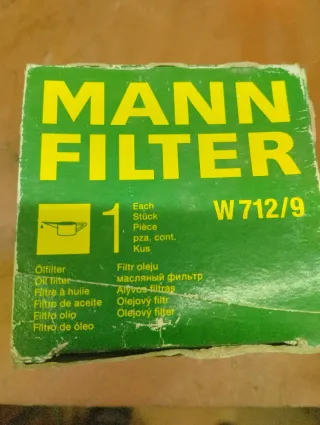 MANN
FILTER
1
Each
Stück
Pièce
pza. cont.
Kus
W 712/9
Ölfilter
Oil filter
Filtre à huile
Filtro de aceite
Filtro olio
Filtro de óleo
Filtr oleju
масляный фильтр
Alyvos filtras
Olejový filtr
Olejový filter